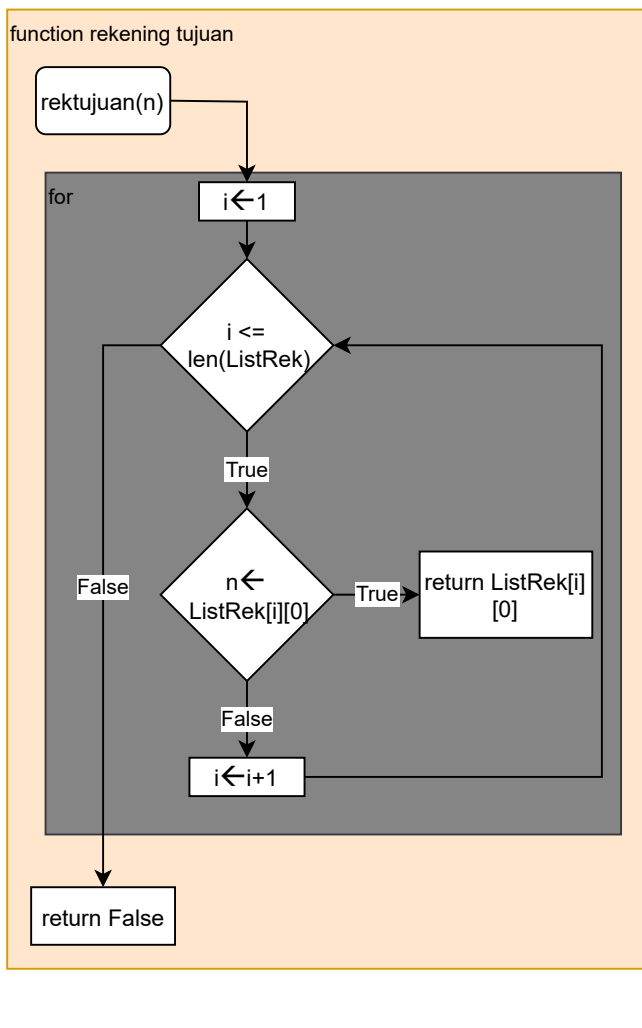 function rekening tujuan
rektujuan(n)
for
i←1
i <=
len(ListRek)
True
n←
ListRek[i][0]
True
return ListRek[i]
[0]
False
False
i←i+1
return False